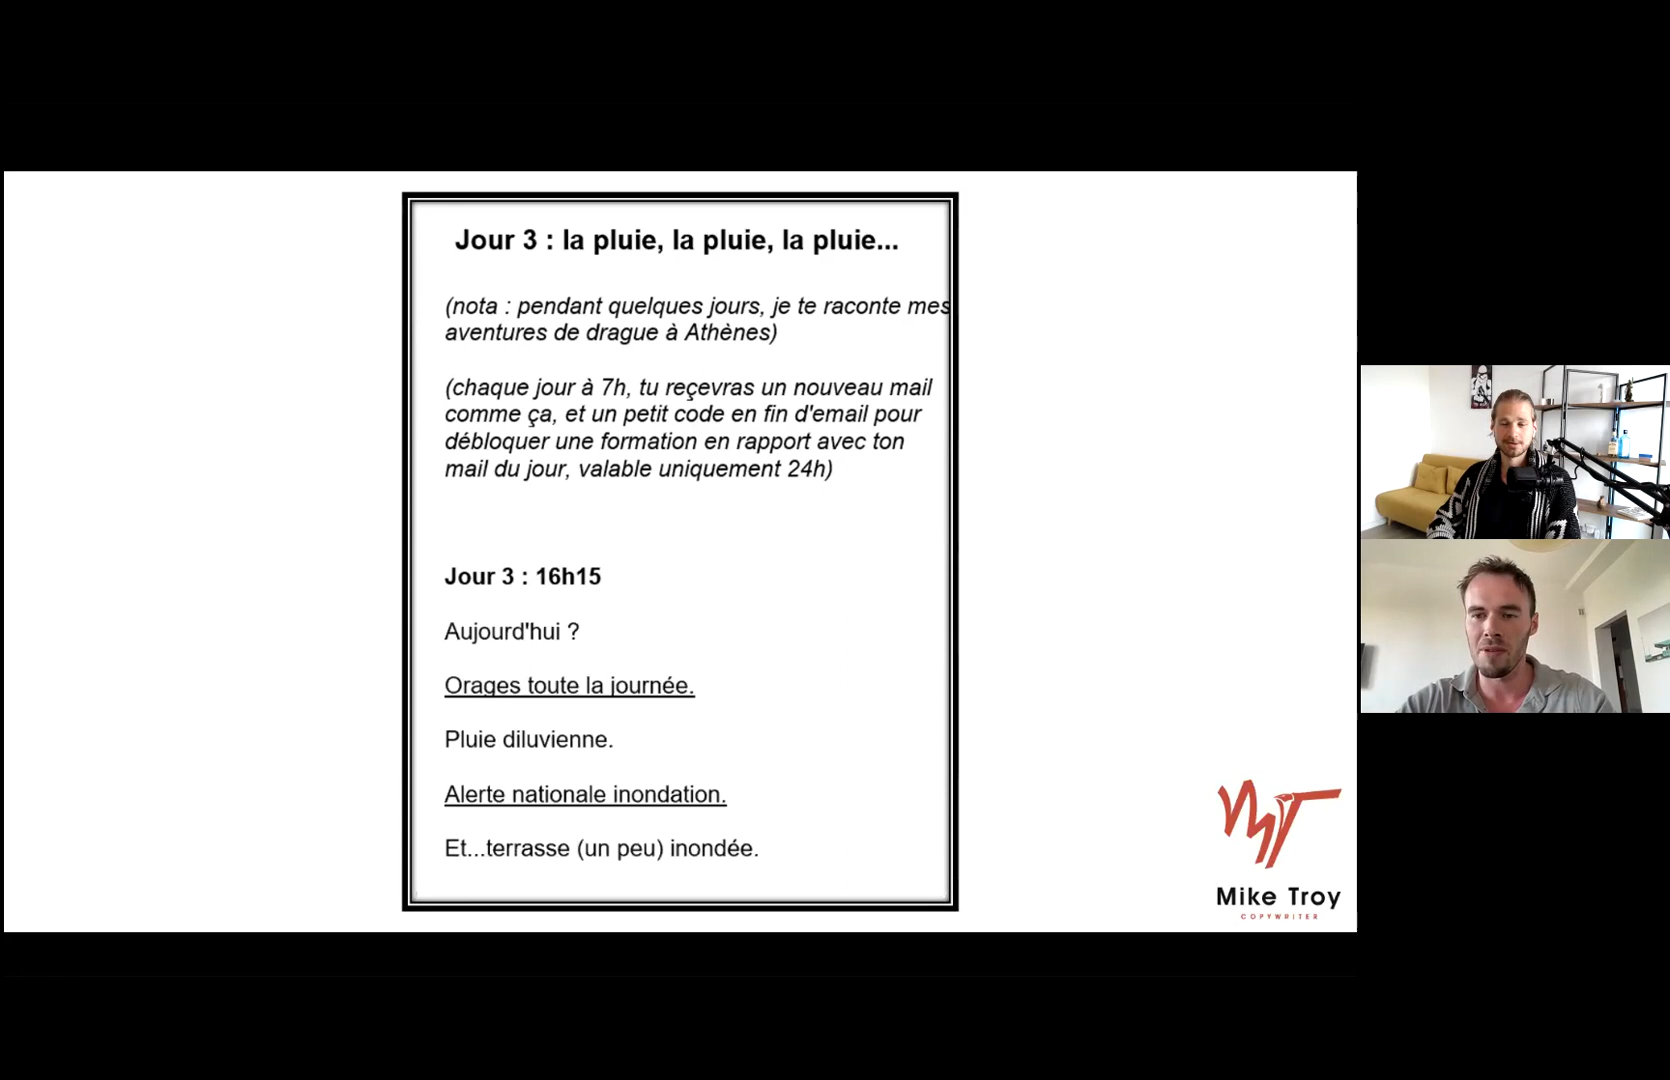 Jour 3 : la pluie, la pluie, la pluie...
(nota : pendant quelques jours, je te raconte mes
aventures de drague à Athènes)
(chaque jour à 7h, tu reçevras un nouveau mail
comme ça, et un petit code en fin d'email pour
débloquer une formation en rapport avec ton
mail du jour, valable uniquement 24h)
Jour 3 : 16h15
Aujourd'hui ?
Orages toute la journée.
Pluie diluvienne.
Alerte nationale inondation.
Et...terrasse (un peu) inondée.
MT
Mike Troy
COPYWRITER